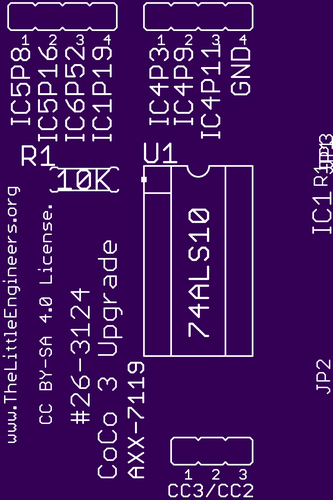 1 2 3 4
IC5P8
IC5P16
IC6P52
IC1P19
1 2 3 4
IC4P3
IC4P9
IC4P11
GND
R1
10K
U1
74ALS10
www.TheLittleEngineers.org
CC BY-SA 4.0 License.
#26-3124
CoCo 3 Upgrade
AXX-7119
R1
IC1
JP2
1 2 3
CC3/CC2